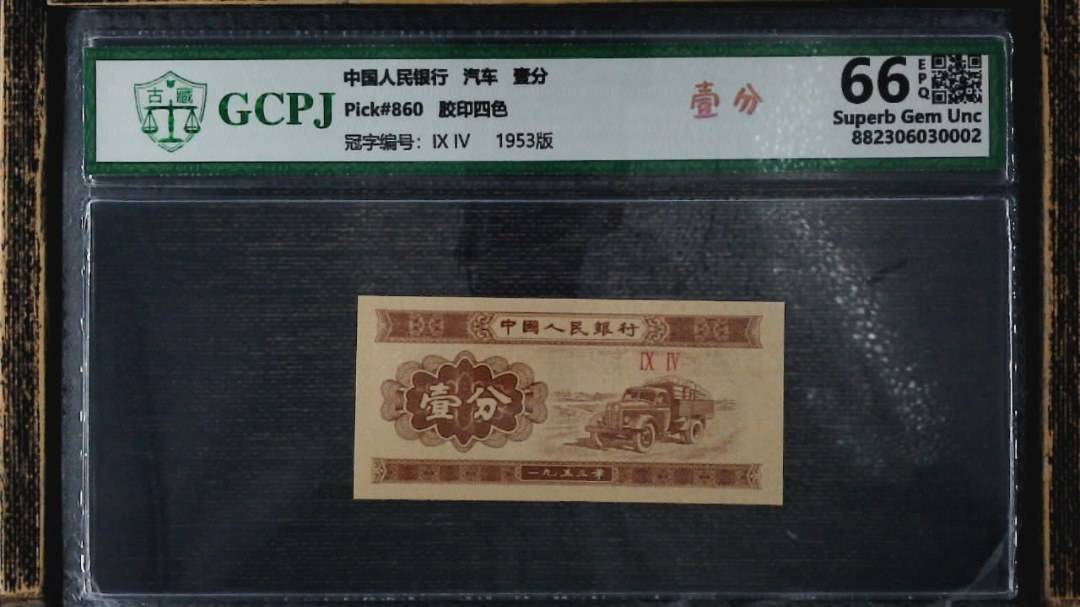 中国人民银行 汽车 壹分
Pick#860 胶印四色
冠字编号: IX IV 1953版
古藏
GCPJ
壹分
66 EPQ
Superb Gem Unc
882306030002
中國人民銀行
IX IV
壹分
一九五三年